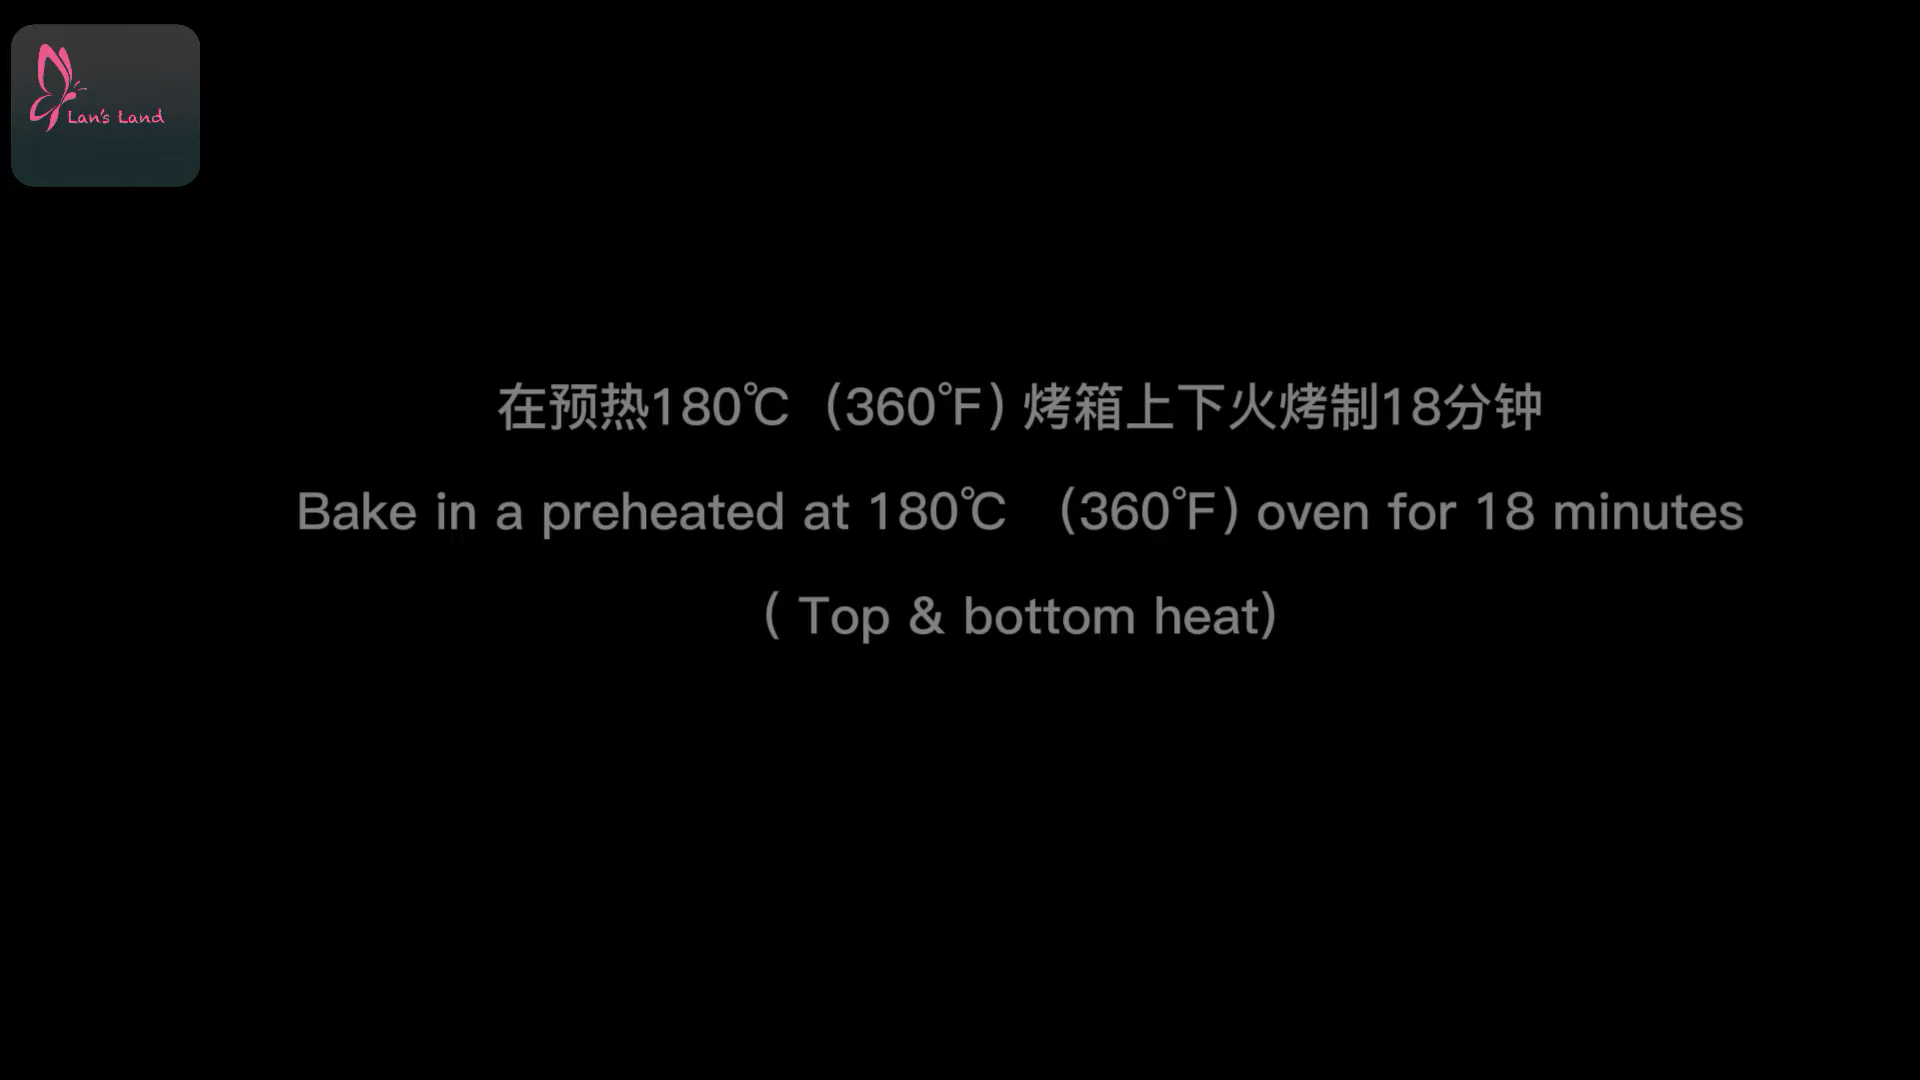 Lan's Land
在预热180℃（360℉）烤箱上下火烤制18分钟
Bake in a preheated at 180℃ （360℉）oven for 18 minutes
( Top & bottom heat)